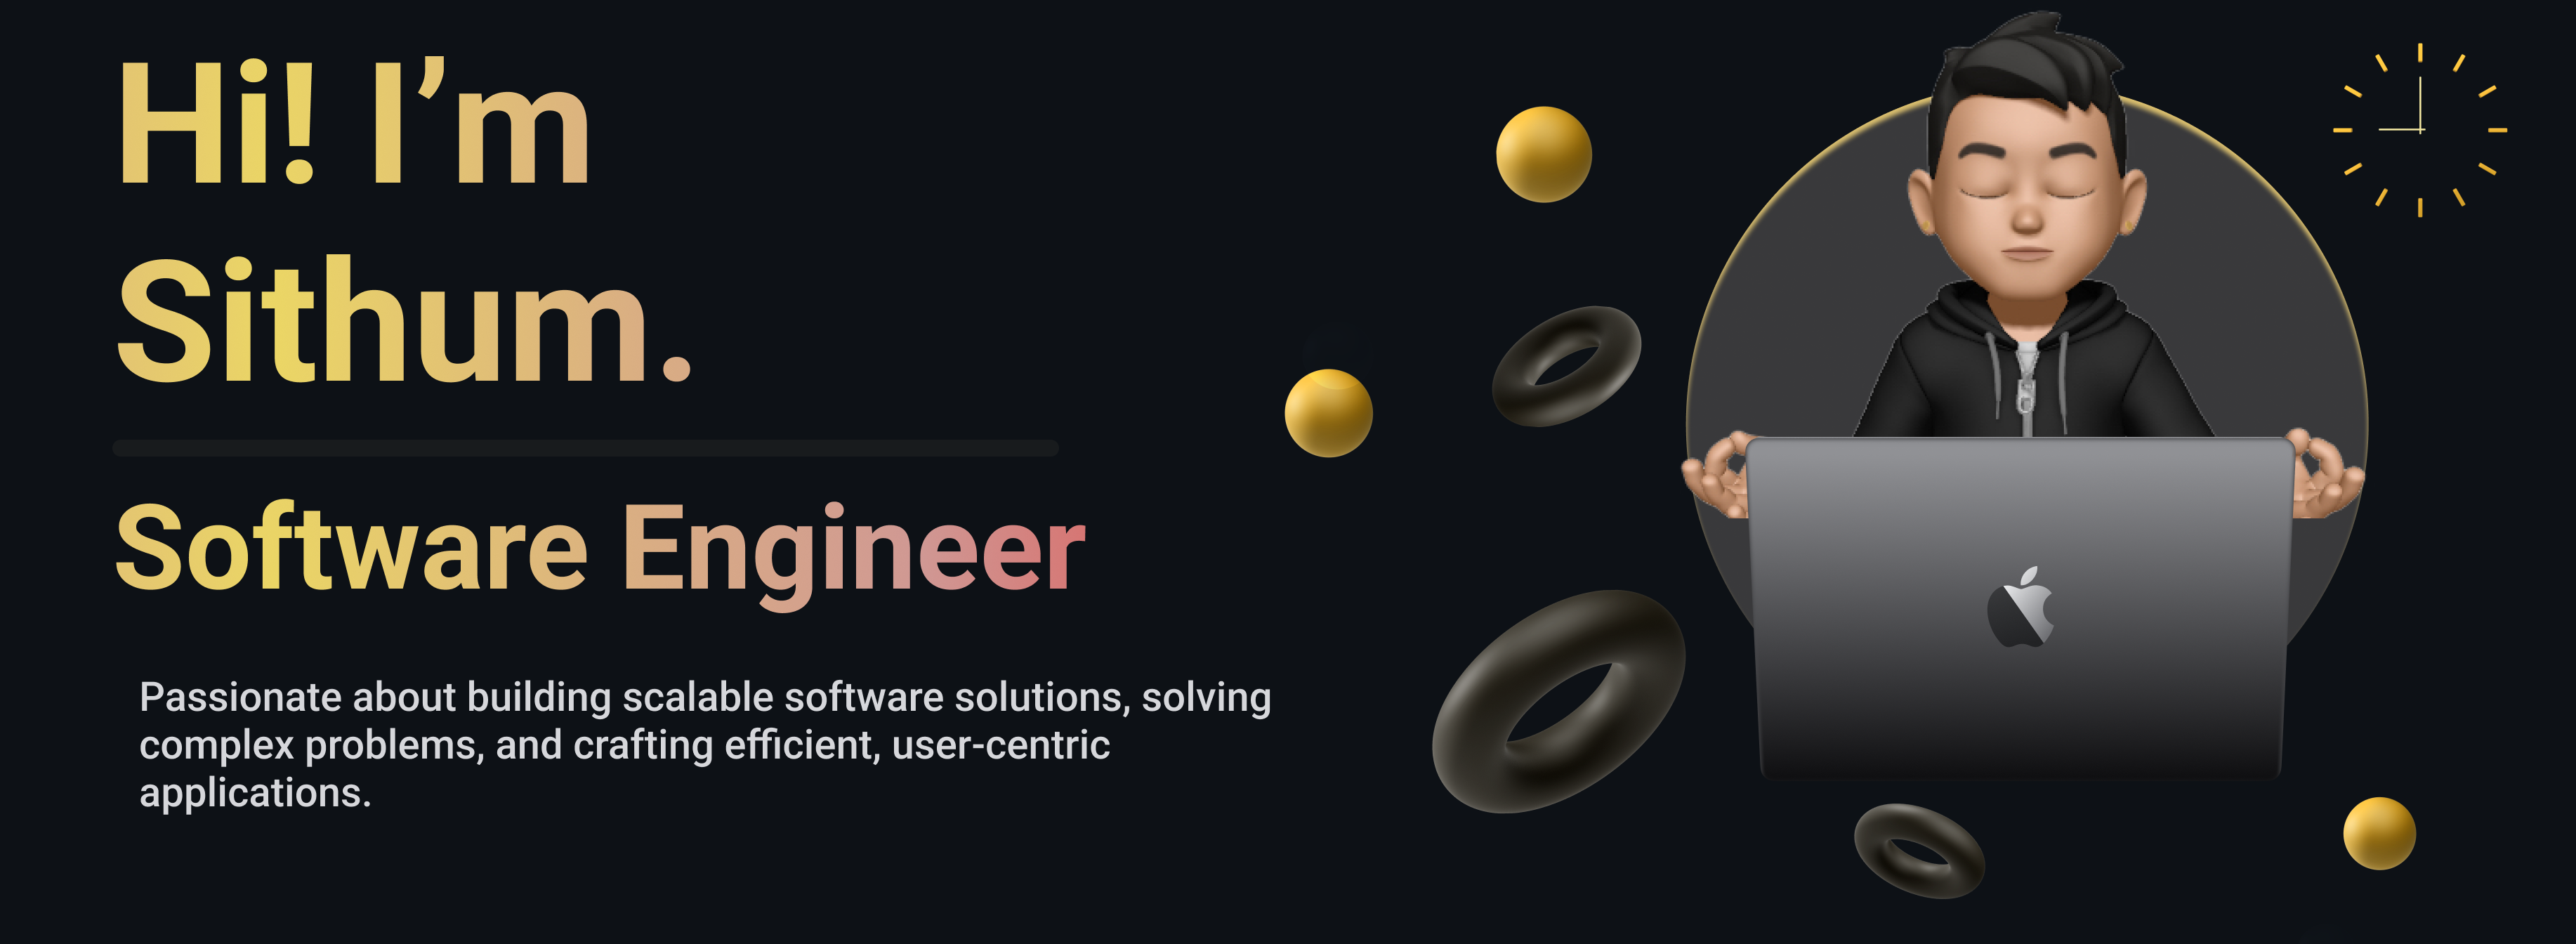 Hi! I’m
Sithum.
Software Engineer
Passionate about building scalable software solutions, solving
complex problems, and crafting efficient, user-centric
applications.